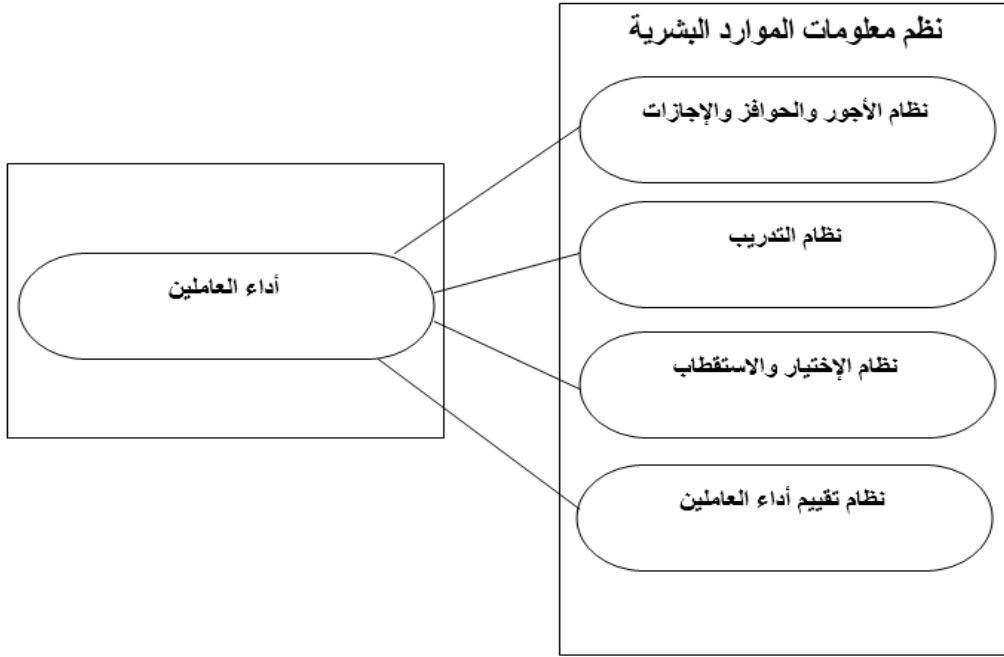 نظم معلومات الموارد البشرية
نظام الأجور والحوافز والإجازات
نظام التدريب
نظام الإختيار والاستقطاب
نظام تقييم أداء العاملين
أداء العاملين